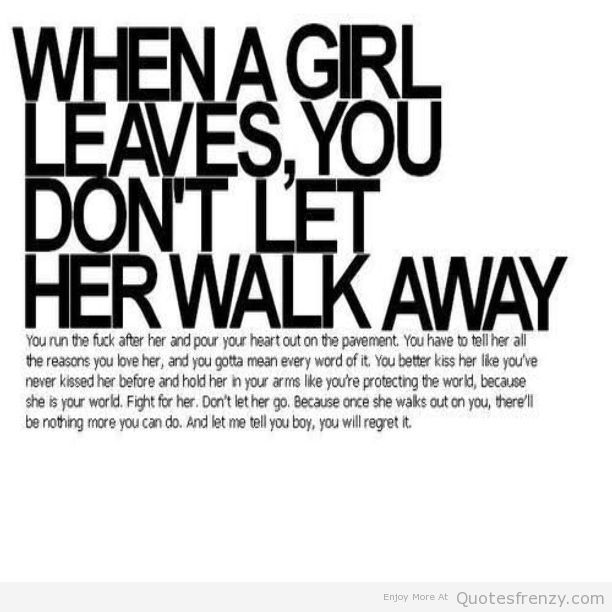 WHEN A GIRL
LEAVES, YOU
DON'T LET
HER WALK AWAY
You run the fuck after her and pour your heart out on the pavement. You have to tell her all
the reasons you love her, and you gotta mean every word of it. You better kiss her like you've
never kissed her before and hold her in your arms like you're protecting the world, because
she is your world. Fight for her. Don't let her go. Because once she walks out on you, there'll
be nothing more you can do. And let me tell you boy, you will regret it.
Enjoy More At Quotesfrenzy.com